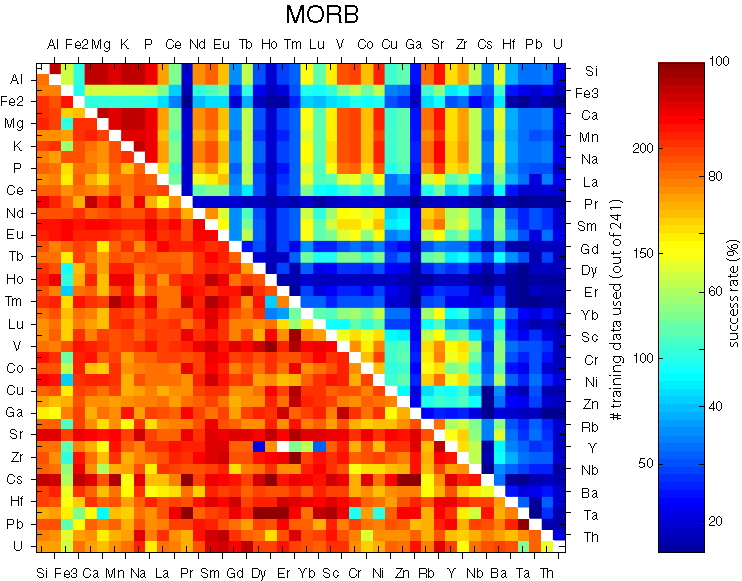 MORB
Al Fe2 Mg K P Ce Nd Eu Tb Ho Tm Lu V Co Cu Ga Sr Zr Cs Hf Pb U
Al
Fe2
Mg
K
P
Ce
Nd
Eu
Tb
Ho
Tm
Lu
V
Co
Cu
Ga
Sr
Zr
Cs
Hf
Pb
U
Si
Fe3
Ca
Mn
Na
La
Pr
Sm
Gd
Dy
Er
Yb
Sc
Cr
Ni
Zn
Rb
Y
Nb
Ba
Ta
Th
Si Fe3 Ca Mn Na La Pr Sm Gd Dy Er Yb Sc Cr Ni Zn Rb Y Nb Ba Ta Th
# training data used (out of 241)
200
150
100
50
100
80
60
40
20
success rate (%)